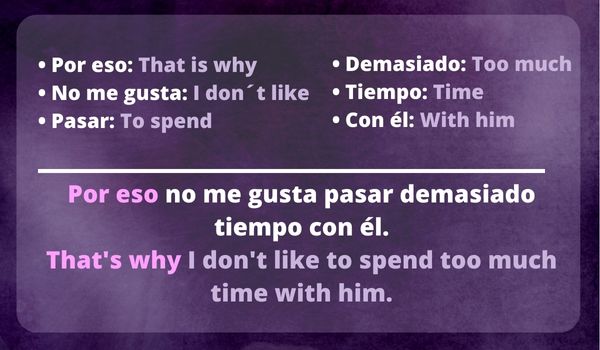 • Por eso: That is why
• No me gusta: I don´t like
• Pasar: To spend
• Demasiado: Too much
• Tiempo: Time
• Con él: With him
Por eso no me gusta pasar demasiado
tiempo con él.
That's why I don't like to spend too much
time with him.